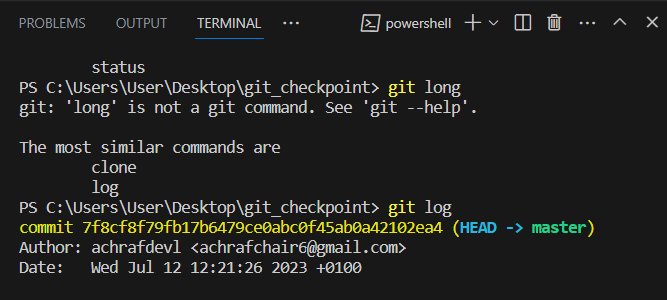 PROBLEMS OUTPUT TERMINAL ··· powershell
status
PS C:\Users\User\Desktop\git_checkpoint> git long
git: 'long' is not a git command. See 'git --help'.
The most similar commands are
clone
log
PS C:\Users\User\Desktop\git_checkpoint> git log
commit 7f8cf8f79fb17b6479ce0abc0f45ab0a42102ea4 (HEAD -> master)
Author: achrafdevl <achrafchair6@gmail.com>
Date:   Wed Jul 12 12:21:26 2023 +0100